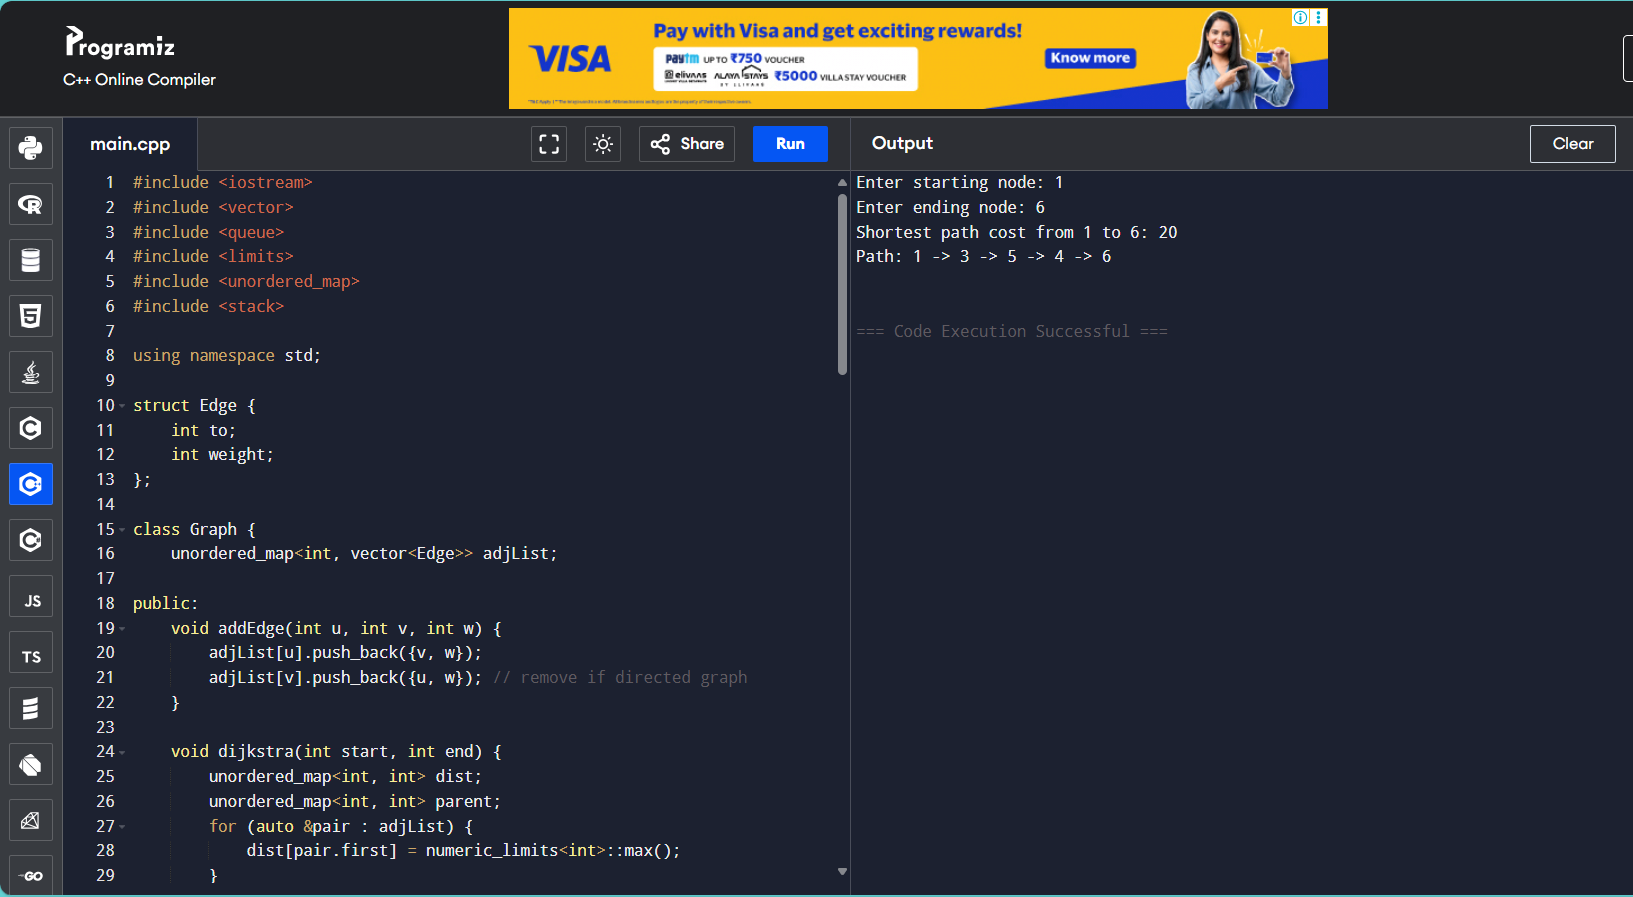 Programiz
C++ Online Compiler
VISA
Pay with Visa and get exciting rewards!
paytm UP TO ₹750 VOUCHER
elivaas ALAYA STAYS ₹5000 VILLA STAY VOUCHER
BY ELIVAAS
Know more
main.cpp
Share
Run
Output
Clear
JS
TS
GO
1 #include <iostream>
2 #include <vector>
3 #include <queue>
4 #include <limits>
5 #include <unordered_map>
6 #include <stack>
7
8 using namespace std;
9
10 struct Edge {
11 int to;
12 int weight;
13 };
14
15 class Graph {
16 unordered_map<int, vector<Edge>> adjList;
17
18 public:
19 void addEdge(int u, int v, int w) {
20 adjList[u].push_back({v, w});
21 adjList[v].push_back({u, w}); // remove if directed graph
22 }
23
24 void dijkstra(int start, int end) {
25 unordered_map<int, int> dist;
26 unordered_map<int, int> parent;
27 for (auto &pair : adjList) {
28 dist[pair.first] = numeric_limits<int>::max();
29 }
Enter starting node: 1
Enter ending node: 6
Shortest path cost from 1 to 6: 20
Path: 1 -> 3 -> 5 -> 4 -> 6
=== Code Execution Successful ===